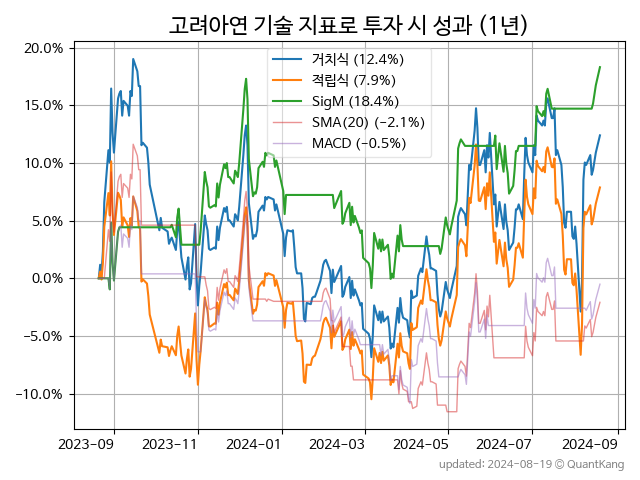 고려아연 기술 지표로 투자 시 성과 (1년)
거치식 (12.4%)
적립식 (7.9%)
SigM (18.4%)
SMA(20) (−2.1%)
MACD (−0.5%)
20.0%
15.0%
10.0%
5.0%
0.0%
−5.0%
−10.0%
2023-09 2023-11 2024-01 2024-03 2024-05 2024-07 2024-09
updated: 2024-08-19 © QuantKang